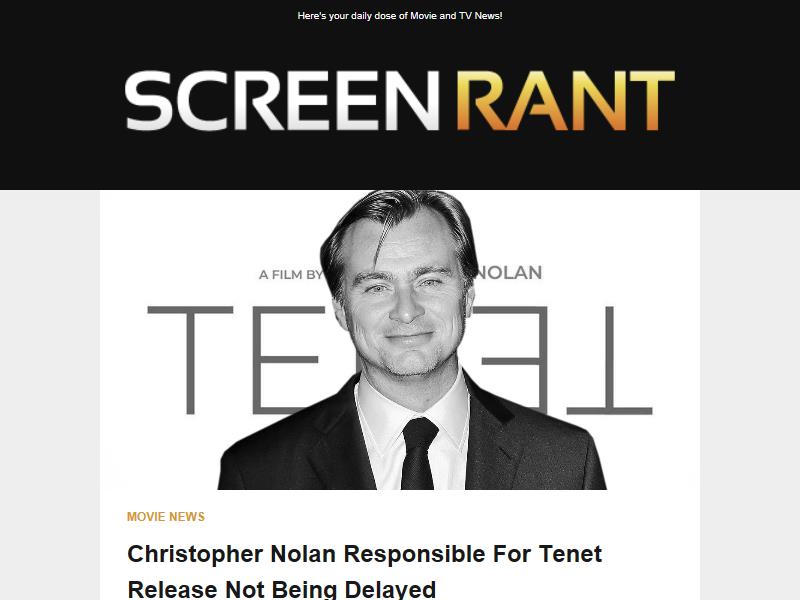 Here's your daily dose of Movie and TV News!
SCREEN RANT
A FILM BY NOLAN
TE ET
MOVIE NEWS
Christopher Nolan Responsible For Tenet
Release Not Being Delayed